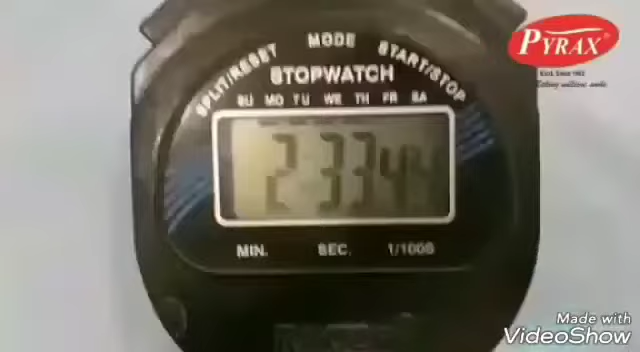 PYRAX
MODE
SPLIT/RESET
START/STOP
STOPWATCH
SU MO TU WE TH FR SA
2 33
MIN. SEC. 1/100S
Made with
VideoShow